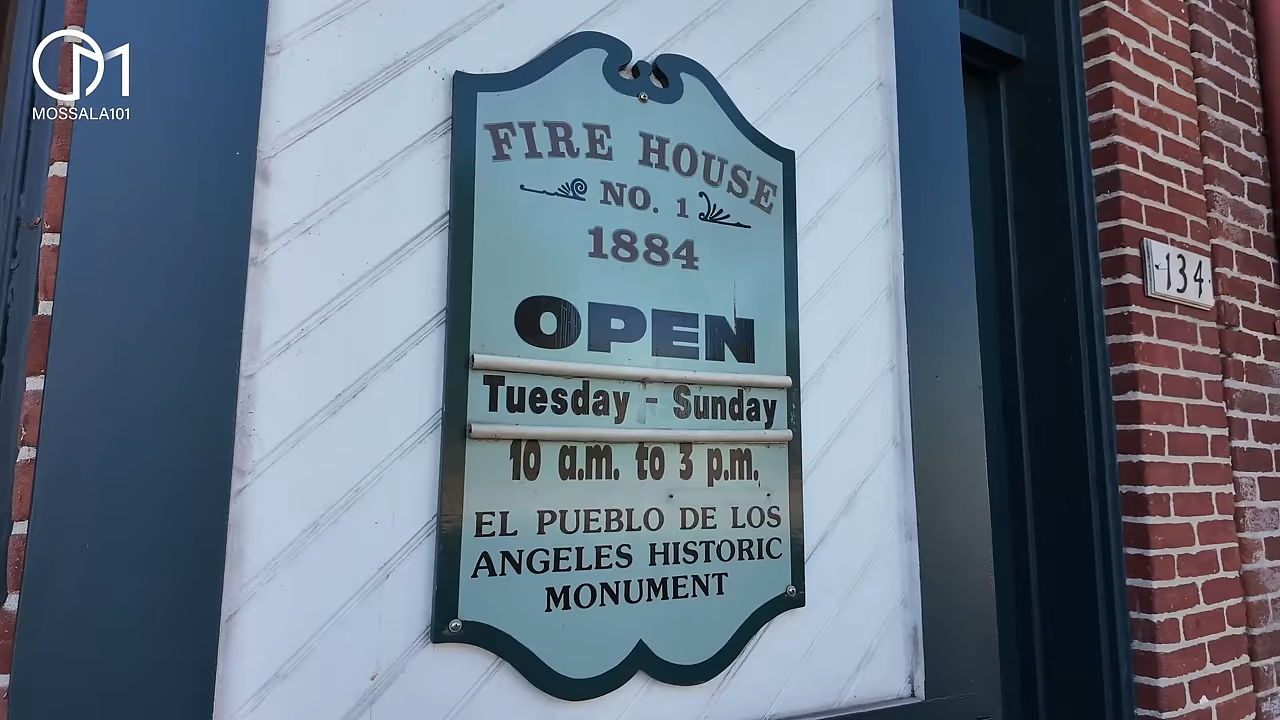 MOSSALA101
FIRE HOUSE
NO. 1
1884
OPEN
Tuesday - Sunday
10 a.m. to 3 p.m.
EL PUEBLO DE LOS
ANGELES HISTORIC
MONUMENT
·134·